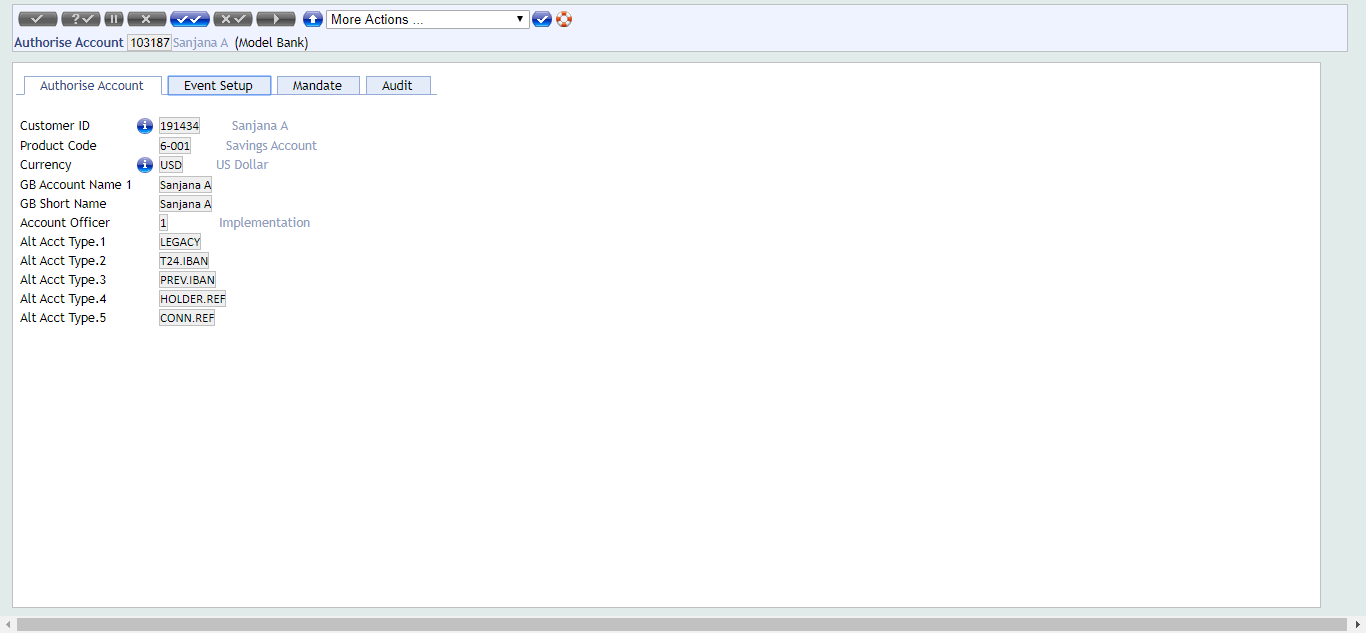 More Actions ...
Authorise Account 103187 Sanjana A (Model Bank)
Authorise Account Event Setup Mandate Audit
Customer ID 191434 Sanjana A
Product Code 6-001 Savings Account
Currency USD US Dollar
GB Account Name 1 Sanjana A
GB Short Name Sanjana A
Account Officer 1 Implementation
Alt Acct Type.1 LEGACY
Alt Acct Type.2 T24.IBAN
Alt Acct Type.3 PREV.IBAN
Alt Acct Type.4 HOLDER.REF
Alt Acct Type.5 CONN.REF